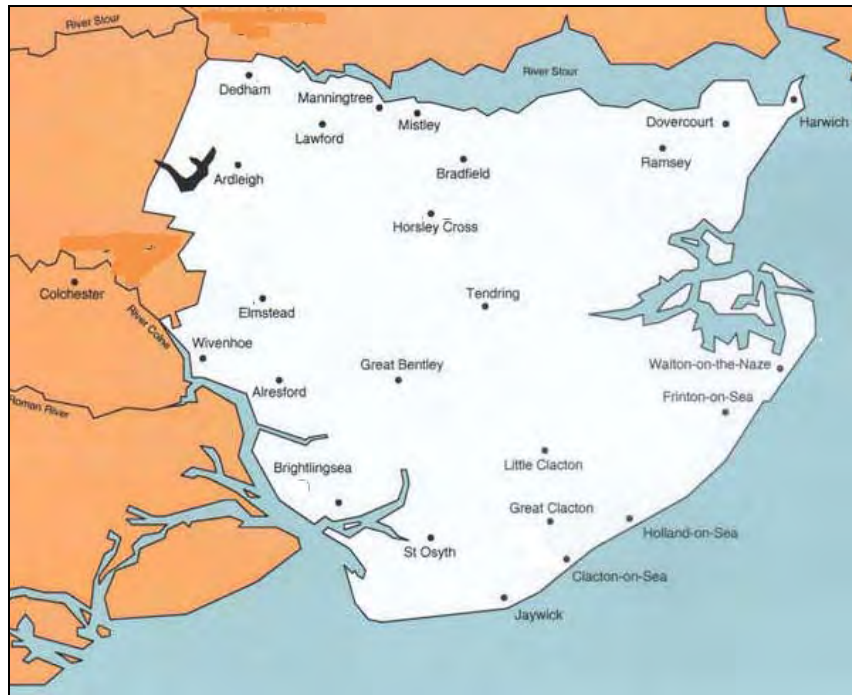 River Stour
River Stour
Dedham
Manningtree
Mistley
Lawford
Dovercourt
Harwich
Ramsey
Ardleigh
Bradfield
Horsley Cross
Colchester
Elmstead
Tendring
River Colne
Wivenhoe
Great Bentley
Walton-on-the-Naze
Alresford
Frinton-on-Sea
Roman River
Little Clacton
Brightlingsea
Great Clacton
Holland-on-Sea
St Osyth
Clacton-on-Sea
Jaywick